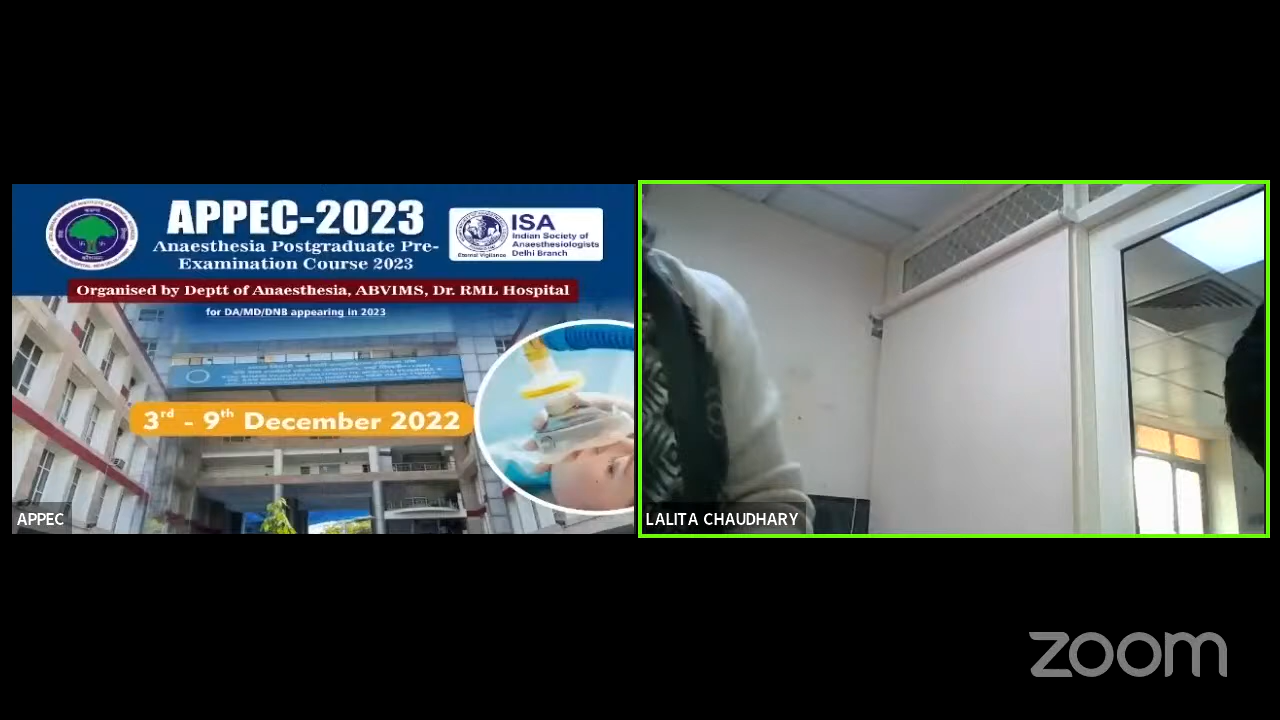 APPEC-2023
Anaesthesia Postgraduate Pre-
Examination Course 2023
ISA
Indian Society of
Anaesthesiologists
Delhi Branch
Eternal Vigilance
Organised by Deptt of Anaesthesia, ABVIMS, Dr. RML Hospital
for DA/MD/DNB appearing in 2023
3rd - 9th December 2022
APPEC
LALITA CHAUDHARY
zoom